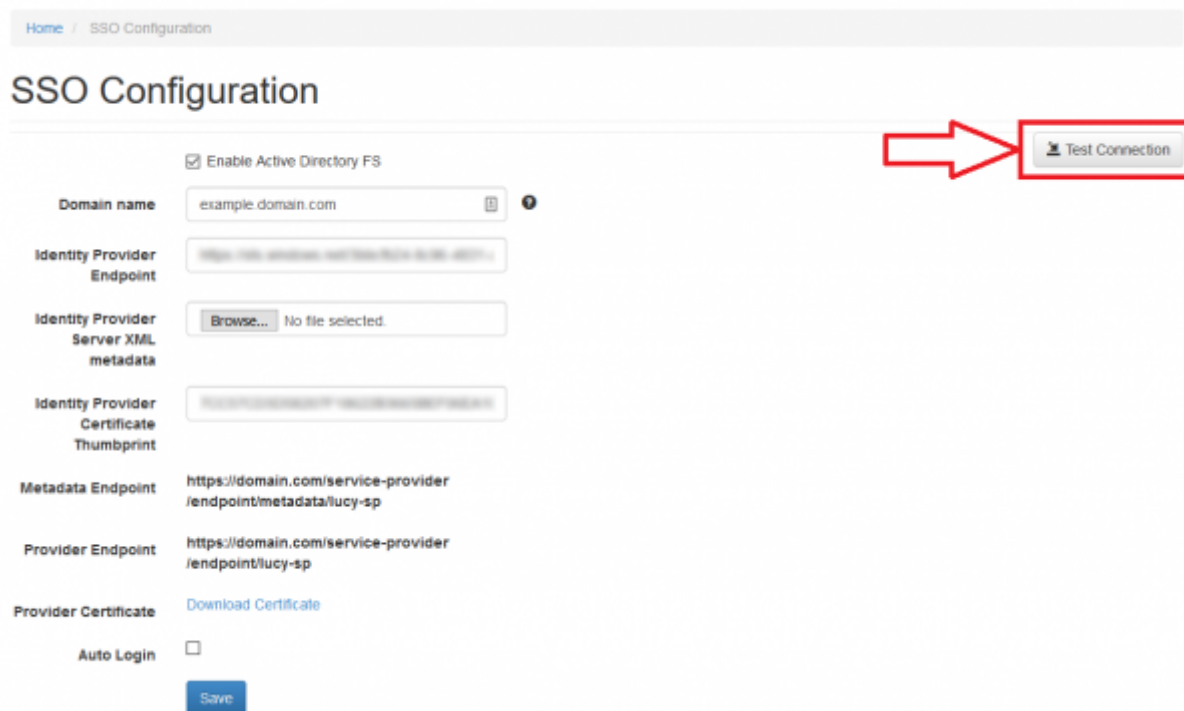 Home / SSO Configuration
SSO Configuration
Test Connection
Enable Active Directory FS
Domain name
example.domain.com
Identity Provider
Endpoint
Identity Provider
Server XML
metadata
Browse... No file selected.
Identity Provider
Certificate
Thumbprint
Metadata Endpoint
https://domain.com/service-provider
/endpoint/metadata/lucy-sp
Provider Endpoint
https://domain.com/service-provider
/endpoint/lucy-sp
Provider Certificate
Download Certificate
Auto Login
Save